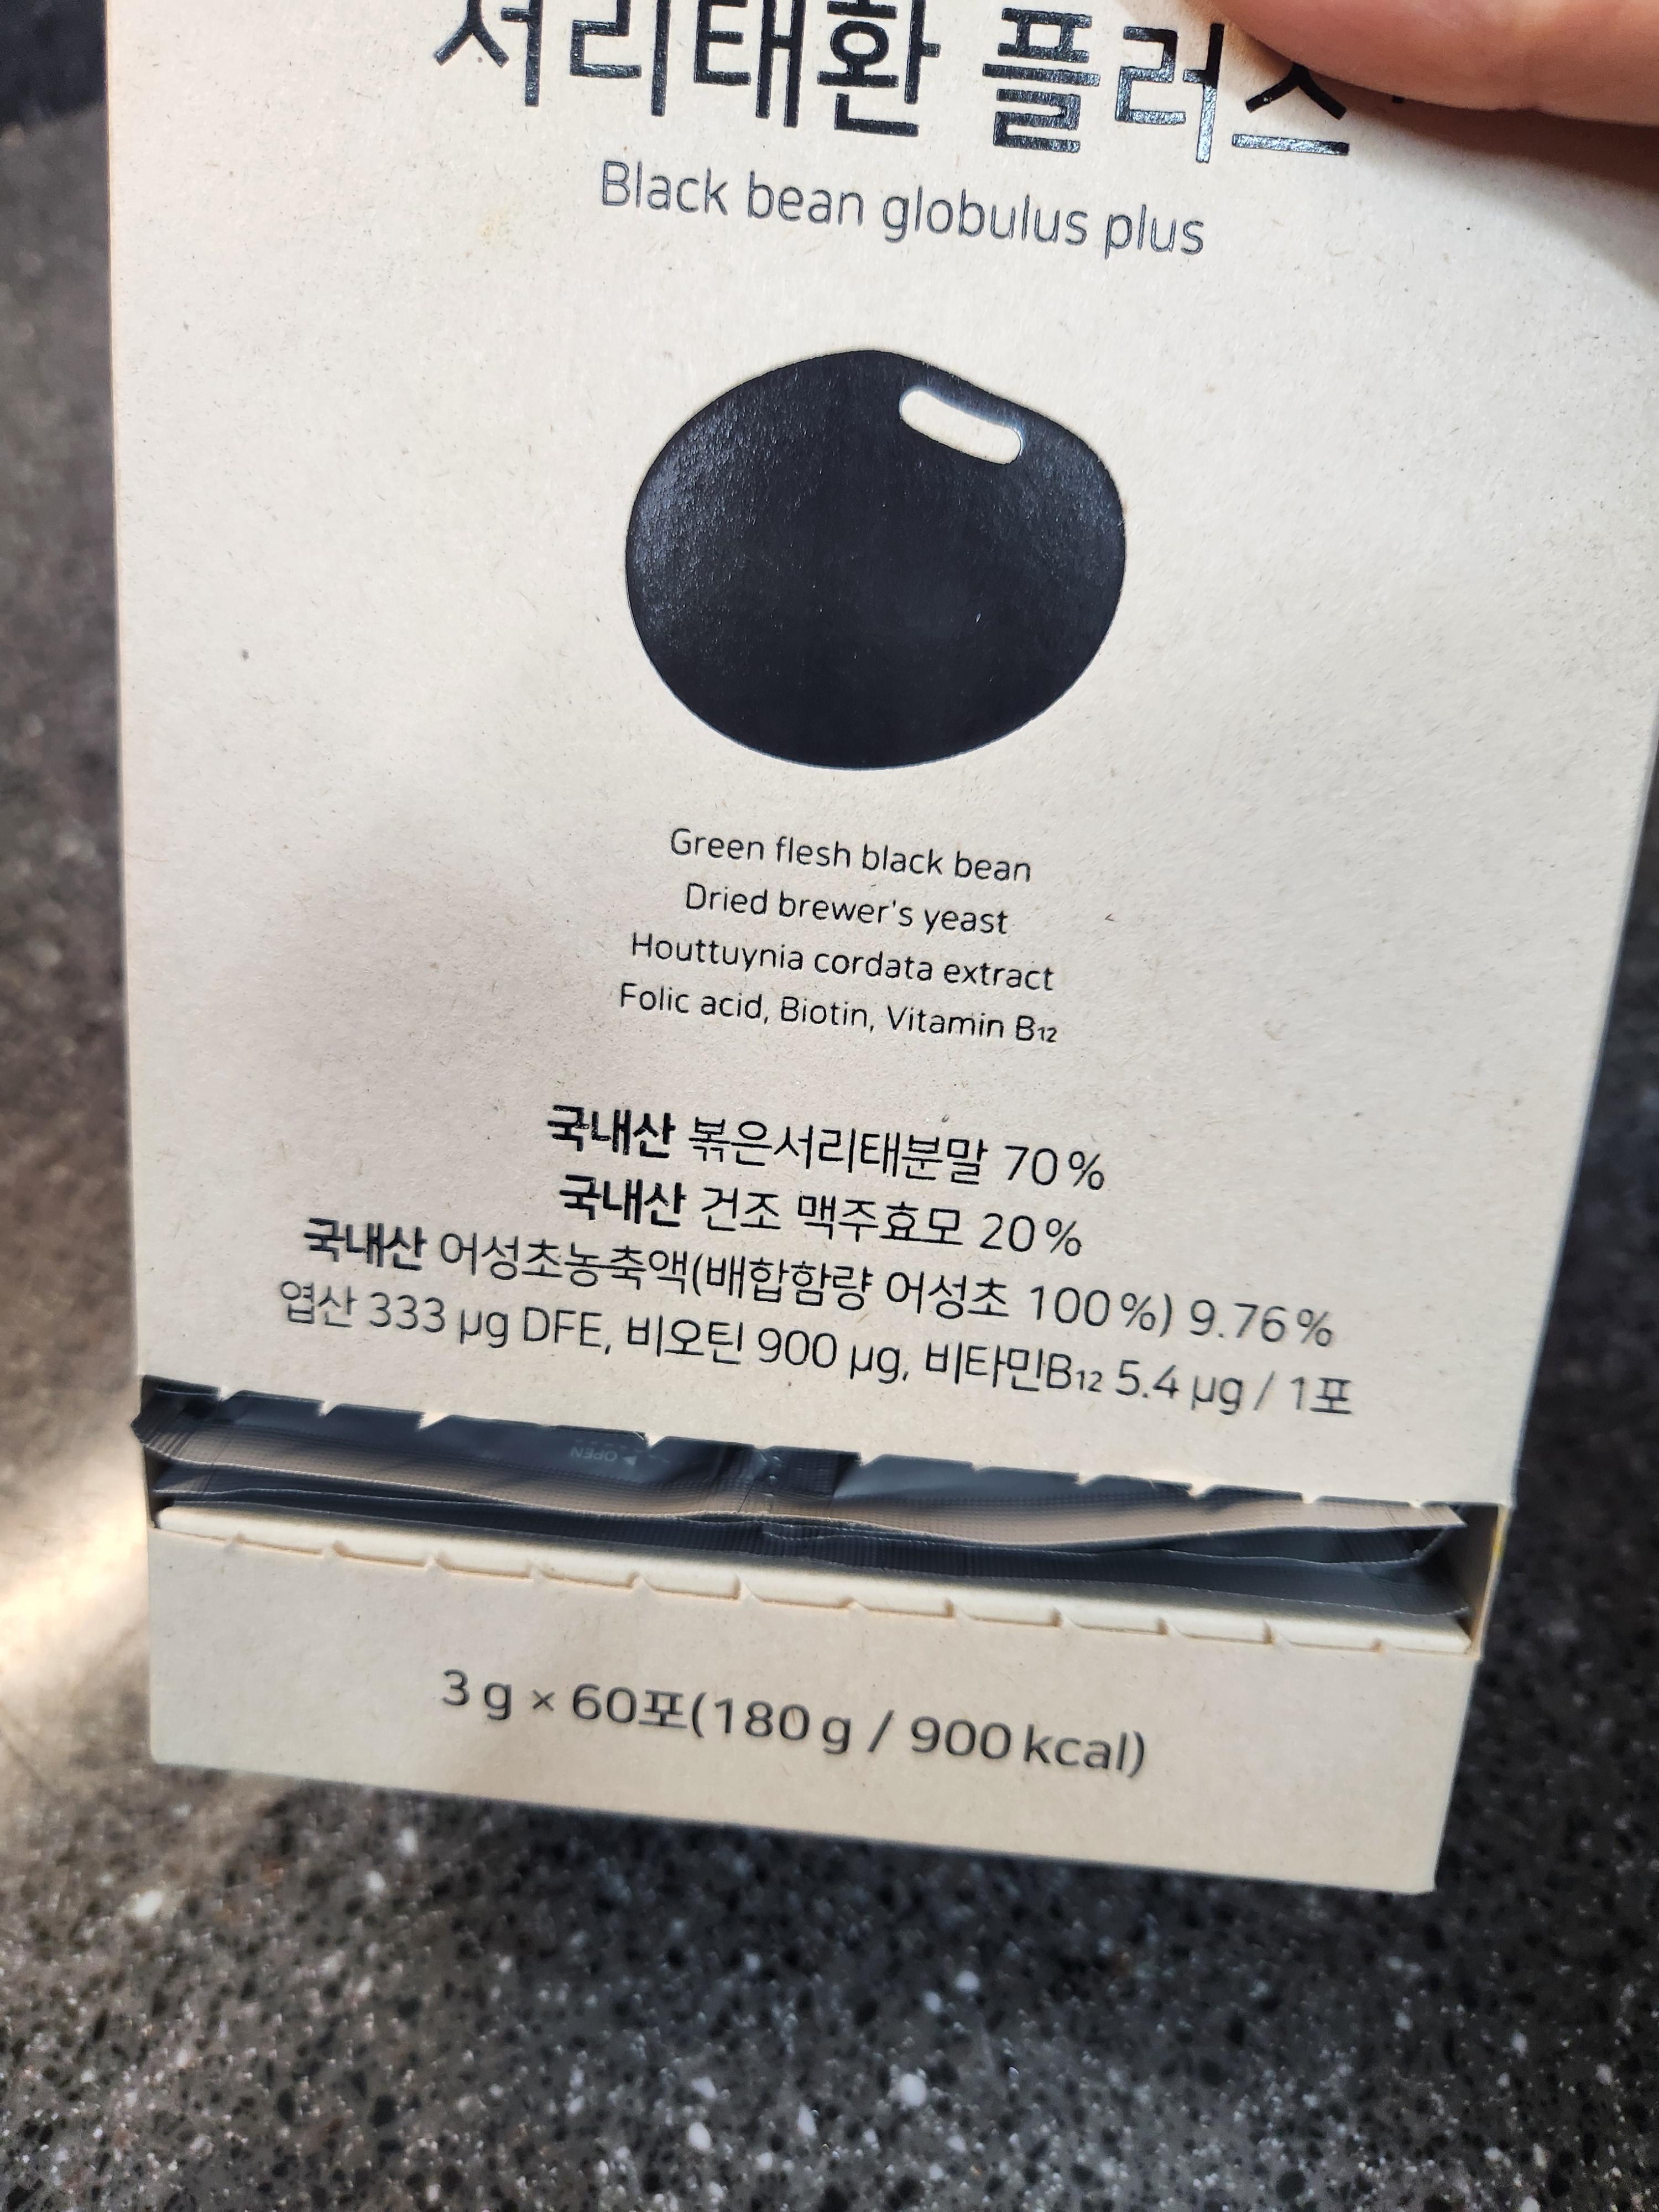 서리태환 플러스
Black bean globulus plus
Green flesh black bean
Dried brewer's yeast
Houttuynia cordata extract
Folic acid, Biotin, Vitamin B₁₂
국내산 볶은서리태분말 70%
국내산 건조 맥주효모 20%
국내산 어성초농축액(배합함량 어성초 100%) 9.76%
엽산 333 µg DFE, 비오틴 900 µg, 비타민B₁₂ 5.4 µg / 1포
OPEN
3g × 60포(180g / 900kcal)